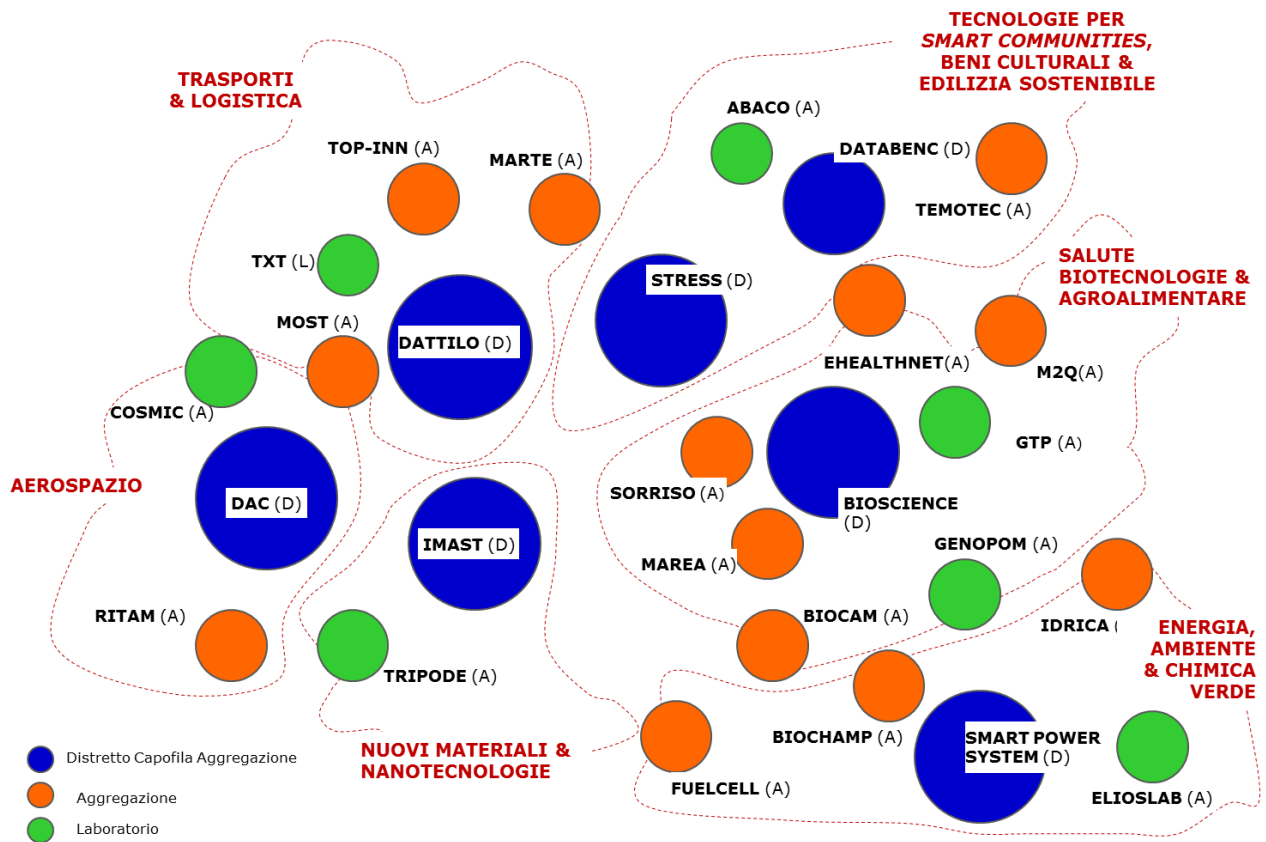 TECNOLOGIE PER
SMART COMMUNITIES,
BENI CULTURALI &
EDILIZIA SOSTENIBILE
TRASPORTI
& LOGISTICA
ABACO (A)
TOP-INN (A)
MARTE (A)
DATABENC (D)
TEMOTEC (A)
TXT (L)
STRESS (D)
SALUTE
BIOTECNOLOGIE &
AGROALIMENTARE
MOST (A)
DATTILO (D)
EHEALTHNET(A)
M2Q(A)
COSMIC (A)
GTP (A)
AEROSPAZIO
DAC (D)
SORRISO (A)
BIOSCIENCE
(D)
IMAST (D)
GENOPOM (A)
MAREA (A)
RITAM (A)
BIOCAM (A)
IDRICA (
ENERGIA,
AMBIENTE
& CHIMICA
VERDE
TRIPODE (A)
BIOCHAMP (A)
SMART POWER
SYSTEM (D)
NUOVI MATERIALI &
NANOTECNOLOGIE
FUELCELL (A)
ELIOSLAB (A)
Distretto Capofila Aggregazione
Aggregazione
Laboratorio